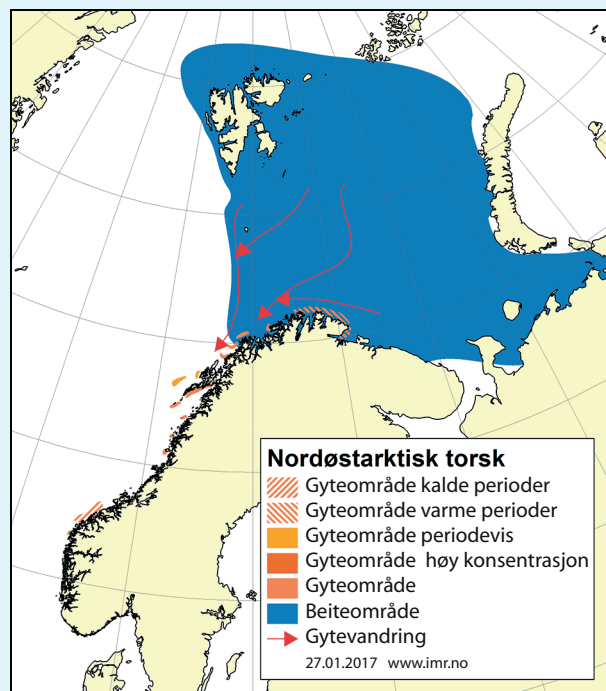 Nordøstarktisk torsk
Gyteområde kalde perioder
Gyteområde varme perioder
Gyteområde periodevis
Gyteområde høy konsentrasjon
Gyteområde
Beiteområde
Gytevandring
27.01.2017 www.imr.no